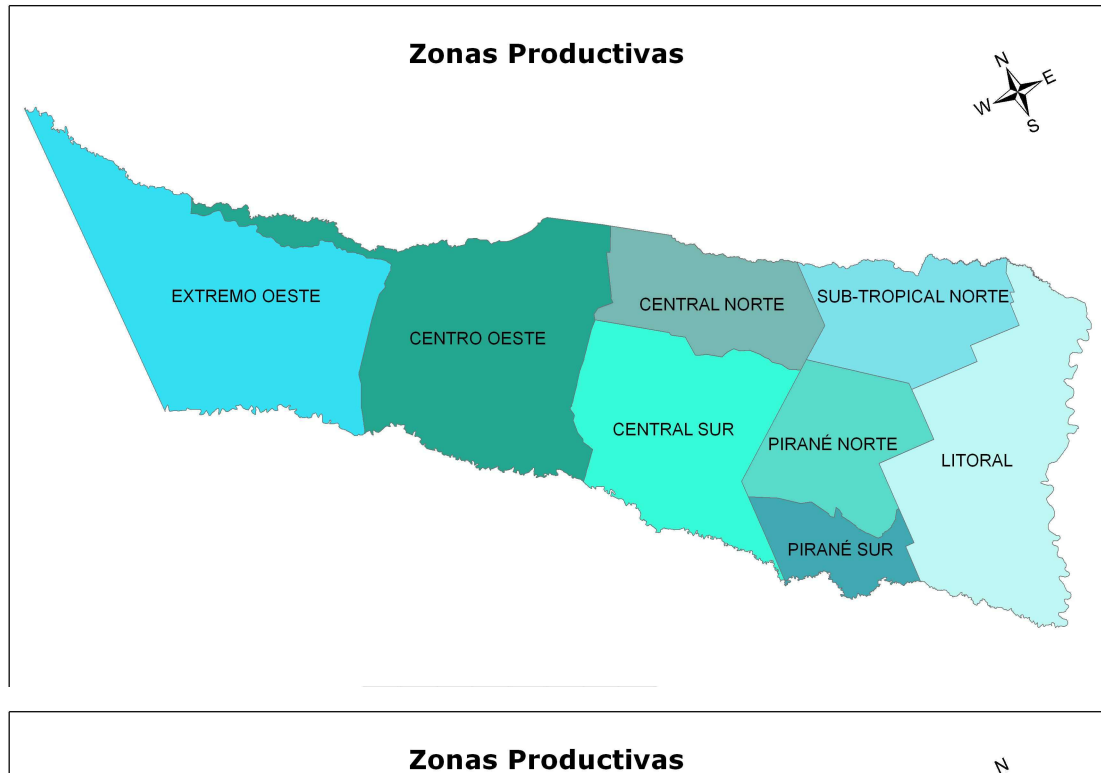 Zonas Productivas
N
E
W
S
EXTREMO OESTE
CENTRO OESTE
CENTRAL NORTE
SUB-TROPICAL NORTE
CENTRAL SUR
PIRANÉ NORTE
LITORAL
PIRANÉ SUR
Zonas Productivas
N